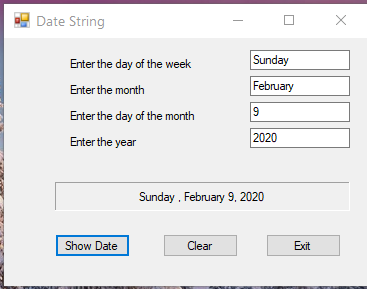 Date String
Enter the day of the week Sunday
Enter the month February
Enter the day of the month 9
Enter the year 2020
Sunday , February 9, 2020
Show Date Clear Exit